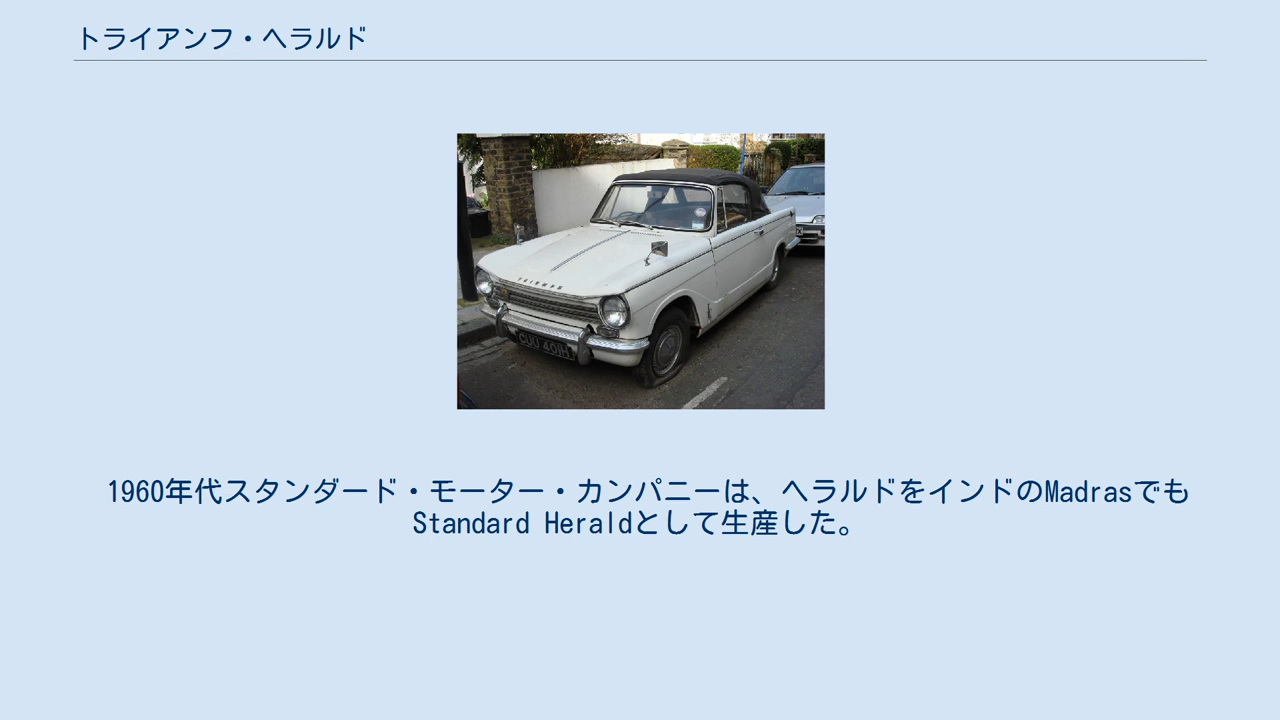 トライアンフ・ヘラルド
TRIUMPH
CUU 401H
1960年代スタンダード・モーター・カンパニーは、ヘラルドをインドのMadrasでも
Standard Heraldとして生産した。